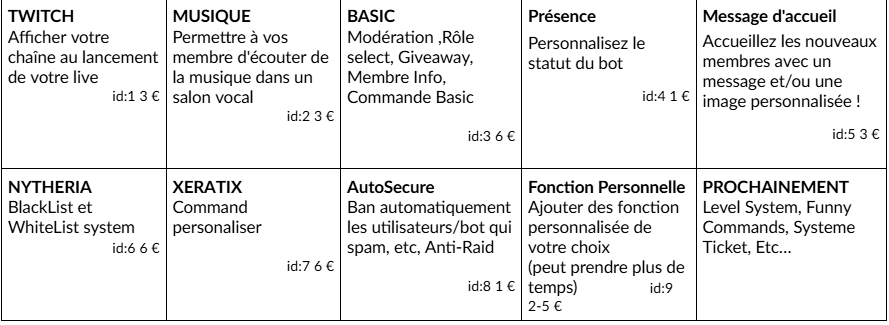 TWITCH
Afficher votre
chaîne au lancement
de votre live
id:1 3 €
MUSIQUE
Permettre à vos
membre d'écouter de
la musique dans un
salon vocal
id:2 3 €
BASIC
Modération ,Rôle
select, Giveaway,
Membre Info,
Commande Basic
id:3 6 €
Présence
Personnalisez le
statut du bot
id:4 1 €
Message d'accueil
Accueillez les nouveaux
membres avec un
message et/ou une
image personnalisée !
id:5 3 €
NYTHERIA
BlackList et
WhiteList system
id:6 6 €
XERATIX
Command
personaliser
id:7 6 €
AutoSecure
Ban automatiquement
les utilisateurs/bot qui
spam, etc, Anti-Raid
id:8 1 €
Fonction Personnelle
Ajouter des fonction
personnalisée de
votre choix
(peut prendre plus de
temps) id:9
2-5 €
PROCHAINEMENT
Level System, Funny
Commands, Systeme
Ticket, Etc...